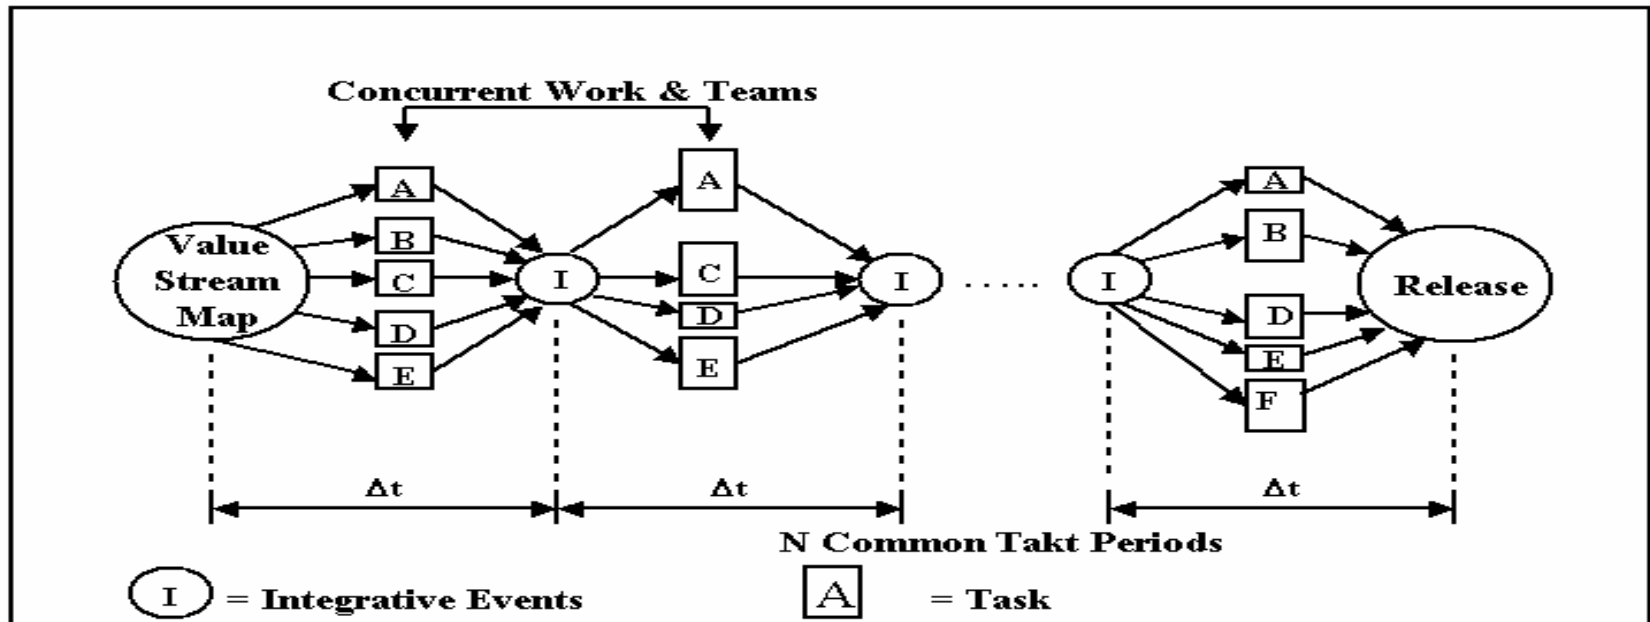 Concurrent Work & Teams
Value
Stream
Map
A
B
C
D
E
I
A
C
D
E
I
.....
I
A
B
D
E
F
Release
Δt
Δt
Δt
N Common Takt Periods
I = Integrative Events
A = Task